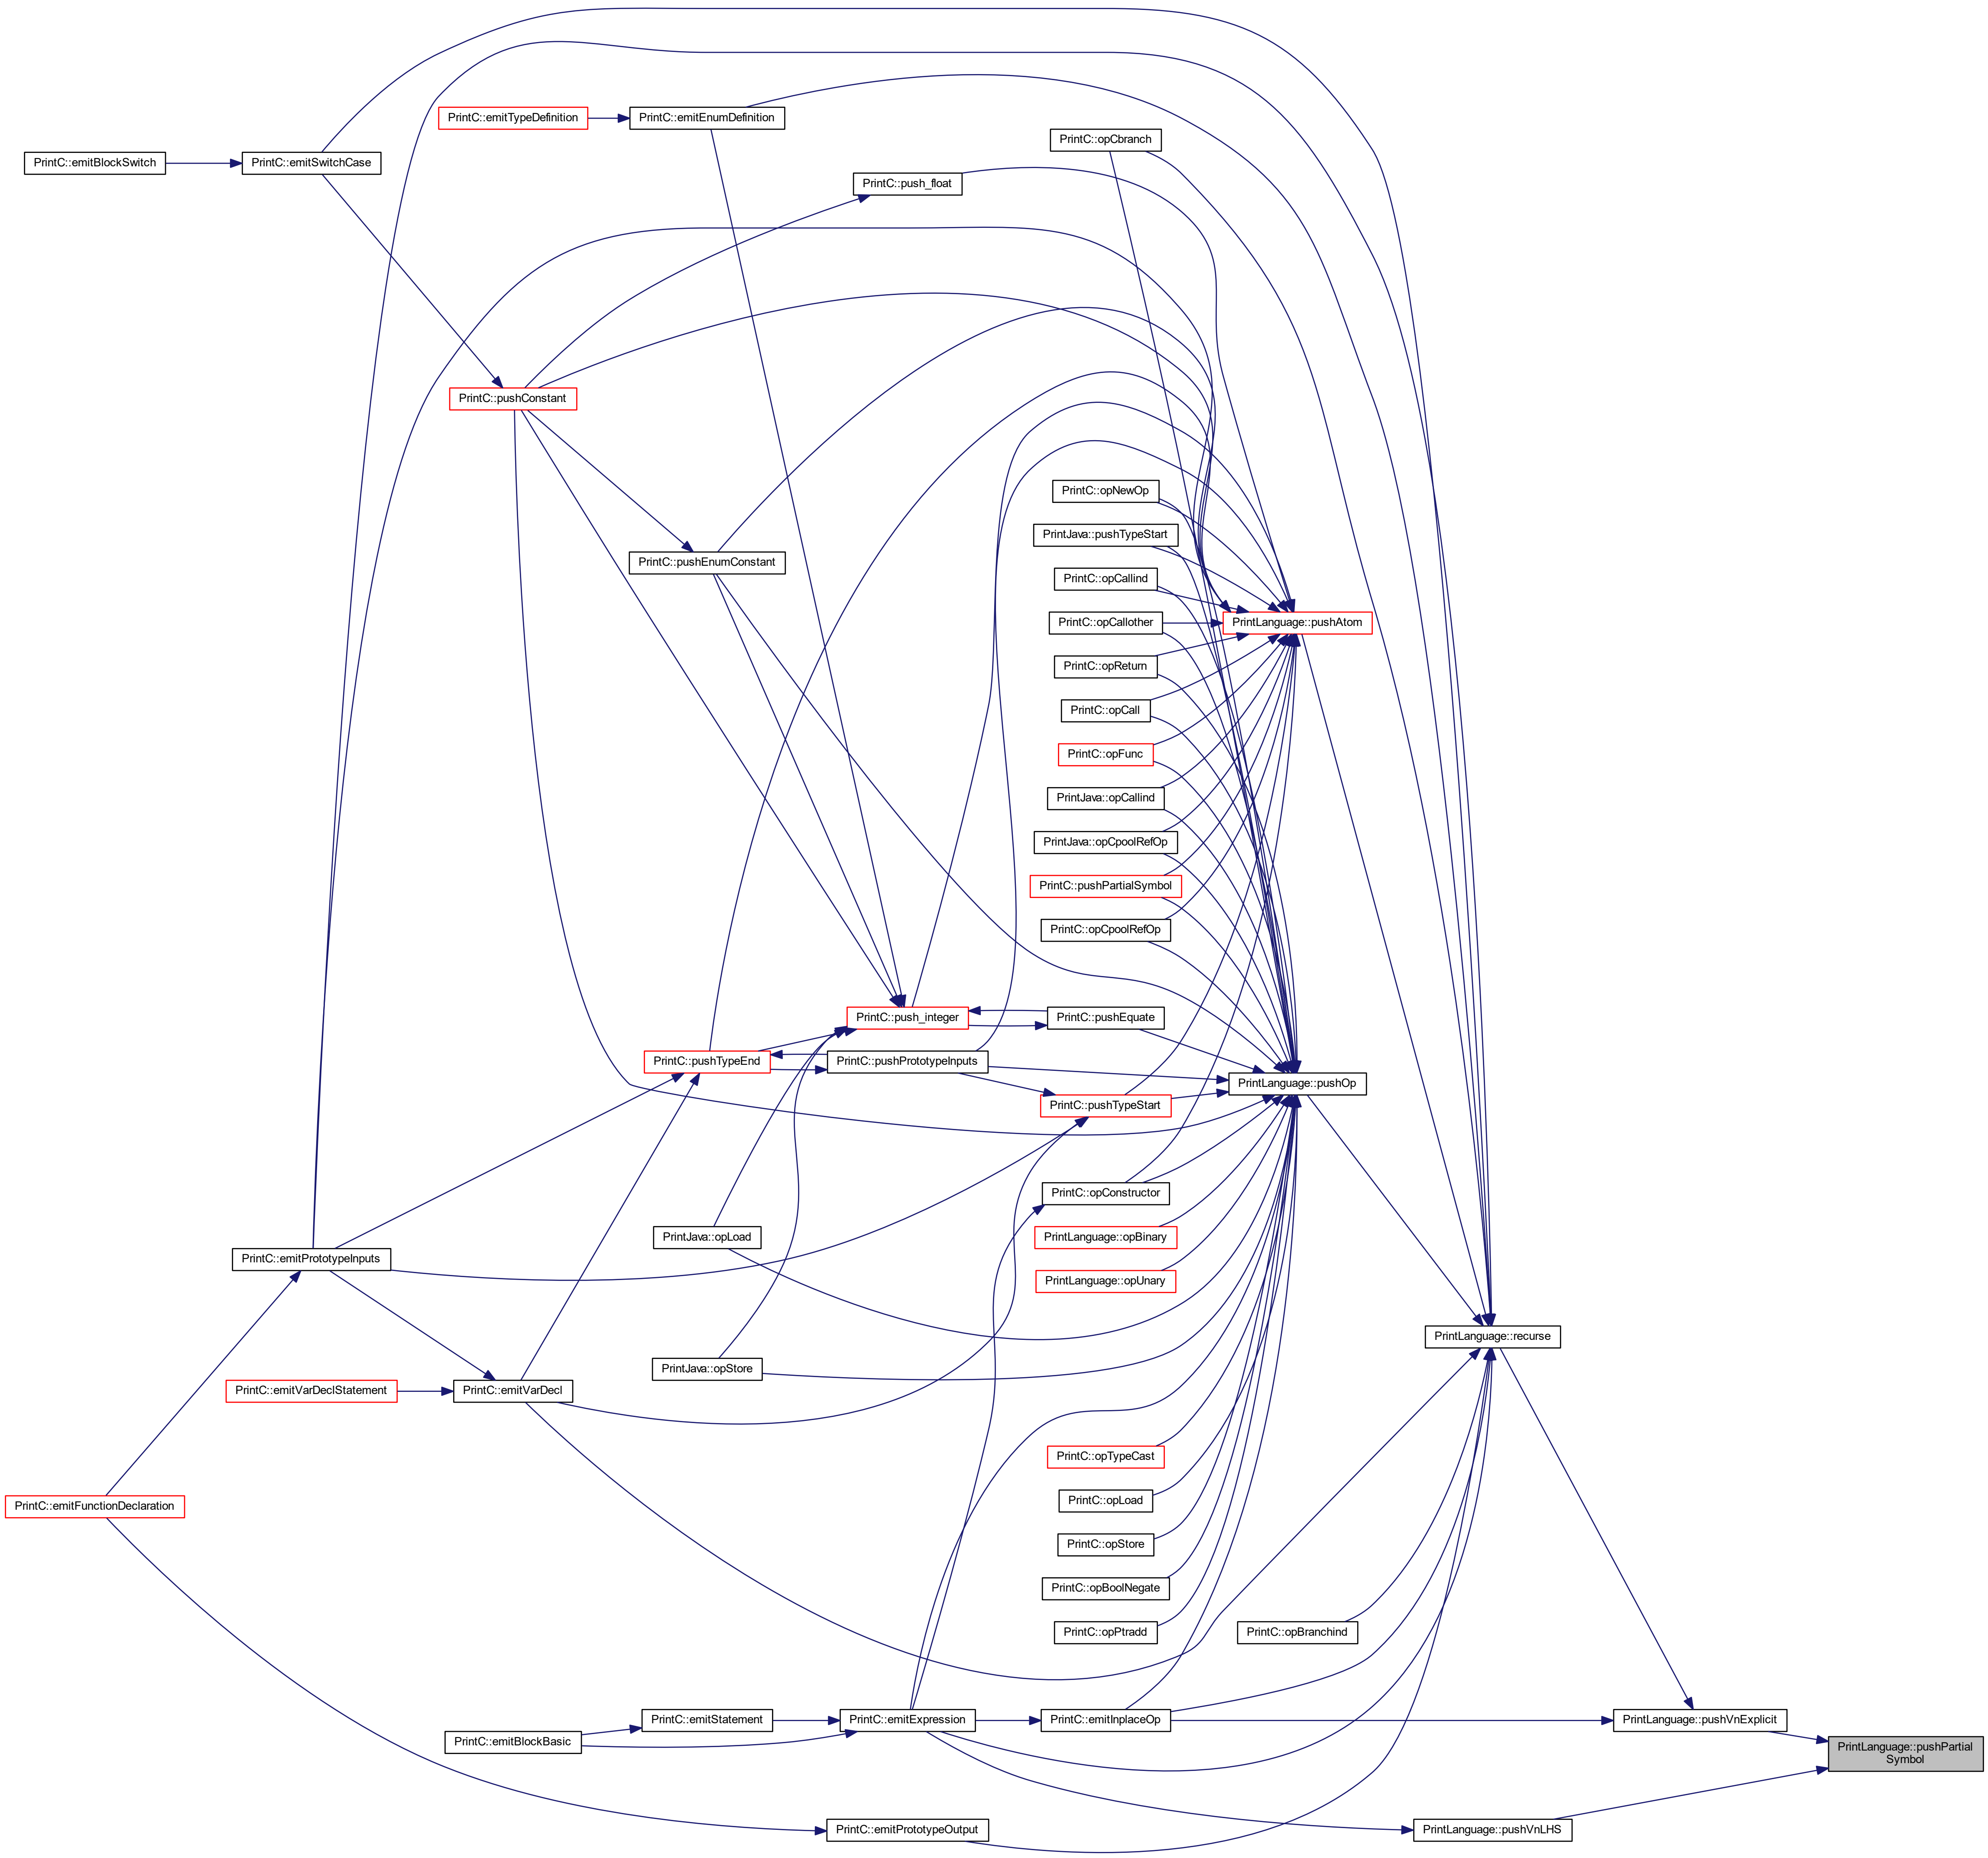 PrintC::emitTypeDefinition
PrintC::emitEnumDefinition
PrintC::opCbranch
PrintC::emitBlockSwitch
PrintC::emitSwitchCase
PrintC::push_float
PrintC::pushConstant
PrintC::opNewOp
PrintJava::pushTypeStart
PrintC::pushEnumConstant
PrintC::opCallind
PrintC::opCallother
PrintLanguage::pushAtom
PrintC::opReturn
PrintC::opCall
PrintC::opFunc
PrintJava::opCallind
PrintJava::opCpoolRefOp
PrintC::pushPartialSymbol
PrintC::opCpoolRefOp
PrintC::push_integer
PrintC::pushEquate
PrintC::pushTypeEnd
PrintC::pushPrototypeInputs
PrintLanguage::pushOp
PrintC::pushTypeStart
PrintC::opConstructor
PrintJava::opLoad
PrintLanguage::opBinary
PrintC::emitPrototypeInputs
PrintLanguage::opUnary
PrintLanguage::recurse
PrintJava::opStore
PrintC::emitVarDeclStatement
PrintC::emitVarDecl
PrintC::opTypeCast
PrintC::opLoad
PrintC::emitFunctionDeclaration
PrintC::opStore
PrintC::opBoolNegate
PrintC::opPtradd
PrintC::opBranchind
PrintC::emitStatement
PrintC::emitExpression
PrintC::emitInplaceOp
PrintLanguage::pushVnExplicit
PrintC::emitBlockBasic
PrintLanguage::pushPartial
Symbol
PrintC::emitPrototypeOutput
PrintLanguage::pushVnLHS